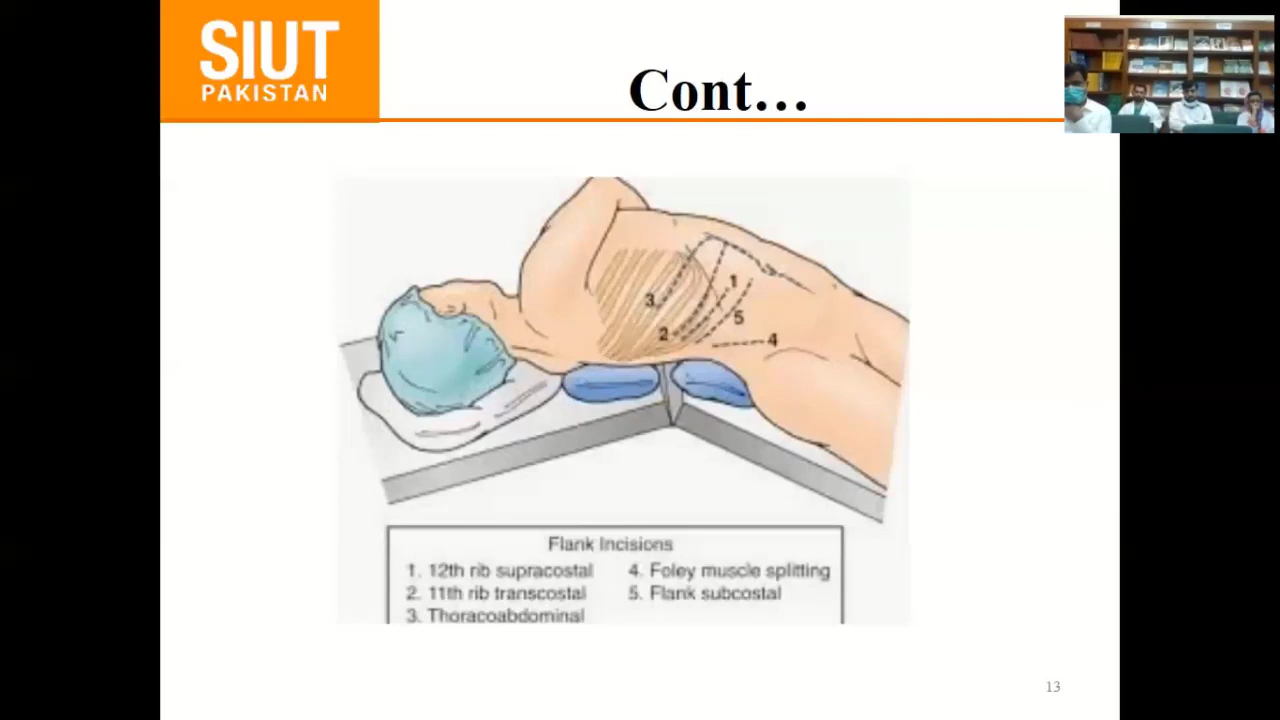 SIUT
PAKISTAN
Cont...
1
3
5
2
4
Flank Incisions
1. 12th rib supracostal
4. Foley muscle splitting
2. 11th rib transcostal
5. Flank subcostal
3. Thoracoabdominal
13